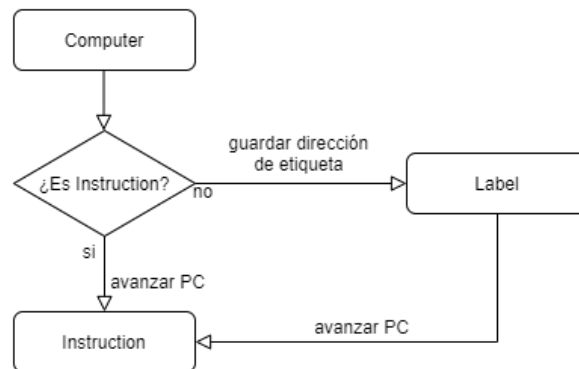 Computer
guardar dirección
de etiqueta
¿Es Instruction?
no
Label
si
avanzar PC
avanzar PC
Instruction